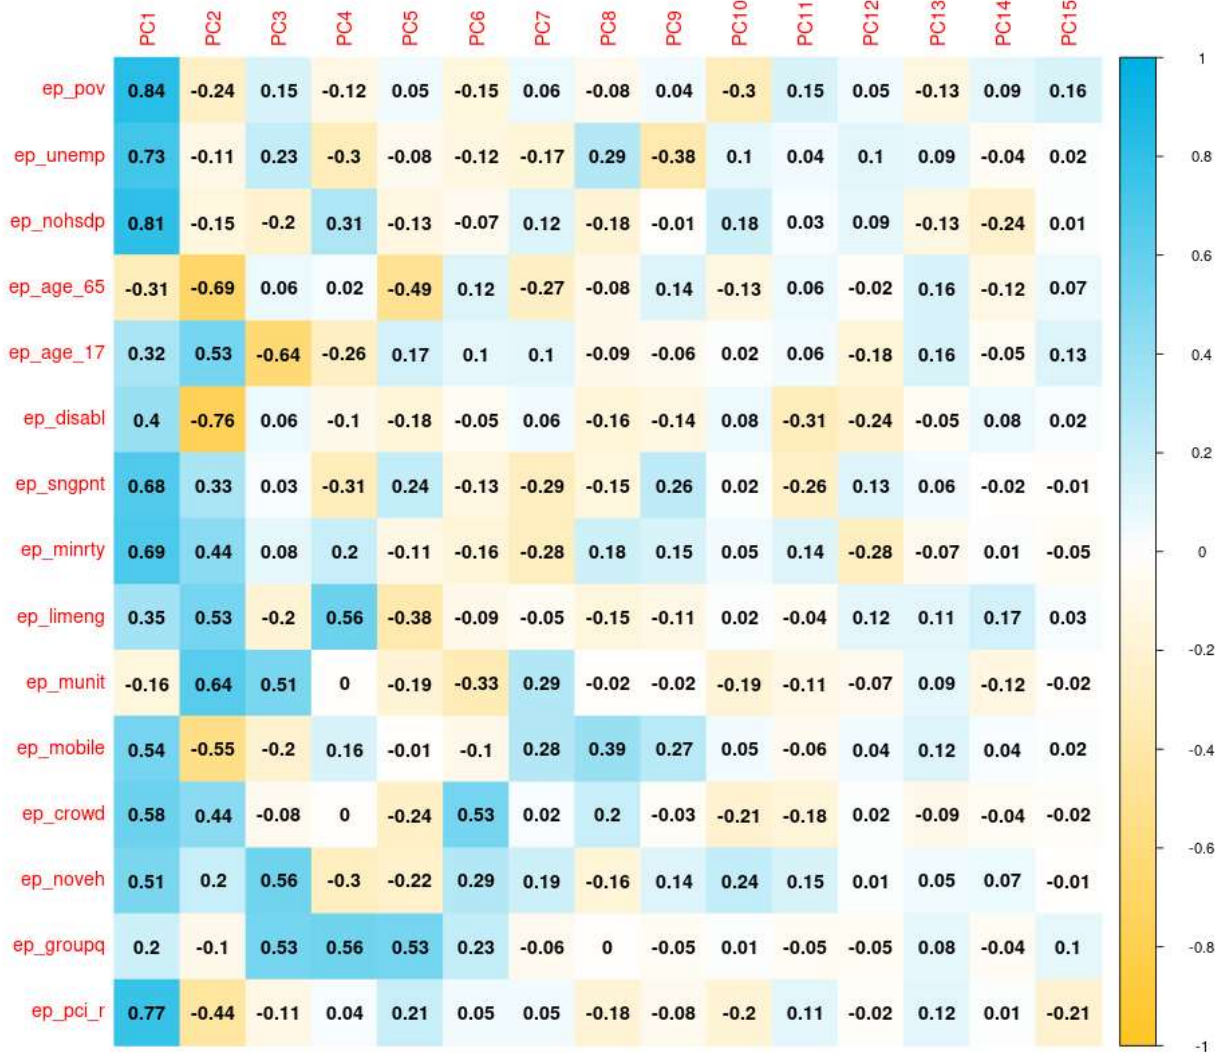 PC1 PC2 PC3 PC4 PC5 PC6 PC7 PC8 PC9 PC10 PC11 PC12 PC13 PC14 PC15
1
ep_pov 0.84 -0.24 0.15 -0.12 0.05 -0.15 0.06 -0.08 0.04 -0.3 0.15 0.05 -0.13 0.09 0.16
0.8
ep_unemp 0.73 -0.11 0.23 -0.3 -0.08 -0.12 -0.17 0.29 -0.38 0.1 0.04 0.1 0.09 -0.04 0.02
ep_nohsdp 0.81 -0.15 -0.2 0.31 -0.13 -0.07 0.12 -0.18 -0.01 0.18 0.03 0.09 -0.13 -0.24 0.01
0.6
ep_age_65 -0.31 -0.69 0.06 0.02 -0.49 0.12 -0.27 -0.08 0.14 -0.13 0.06 -0.02 0.16 -0.12 0.07
ep_age_17 0.32 0.53 -0.64 -0.26 0.17 0.1 0.1 -0.09 -0.06 0.02 0.06 -0.18 0.16 -0.05 0.13
0.4
ep_disabl 0.4 -0.76 0.06 -0.1 -0.18 -0.05 0.06 -0.16 -0.14 0.08 -0.31 -0.24 -0.05 0.08 0.02
0.2
ep_sngpnt 0.68 0.33 0.03 -0.31 0.24 -0.13 -0.29 -0.15 0.26 0.02 -0.26 0.13 0.06 -0.02 -0.01
ep_minrty 0.69 0.44 0.08 0.2 -0.11 -0.16 -0.28 0.18 0.15 0.05 0.14 -0.28 -0.07 0.01 -0.05
0
ep_limeng 0.35 0.53 -0.2 0.56 -0.38 -0.09 -0.05 -0.15 -0.11 0.02 -0.04 0.12 0.11 0.17 0.03
-0.2
ep_munit -0.16 0.64 0.51 0 -0.19 -0.33 0.29 -0.02 -0.02 -0.19 -0.11 -0.07 0.09 -0.12 -0.02
ep_mobile 0.54 -0.55 -0.2 0.16 -0.01 -0.1 0.28 0.39 0.27 0.05 -0.06 0.04 0.12 0.04 0.02
-0.4
ep_crowd 0.58 0.44 -0.08 0 -0.24 0.53 0.02 0.2 -0.03 -0.21 -0.18 0.02 -0.09 -0.04 -0.02
-0.6
ep_noveh 0.51 0.2 0.56 -0.3 -0.22 0.29 0.19 -0.16 0.14 0.24 0.15 0.01 0.05 0.07 -0.01
ep_groupq 0.2 -0.1 0.53 0.56 0.53 0.23 -0.06 0 -0.05 0.01 -0.05 -0.05 0.08 -0.04 0.1
-0.8
ep_pci_r 0.77 -0.44 -0.11 0.04 0.21 0.05 0.05 -0.18 -0.08 -0.2 0.11 -0.02 0.12 0.01 -0.21
-1